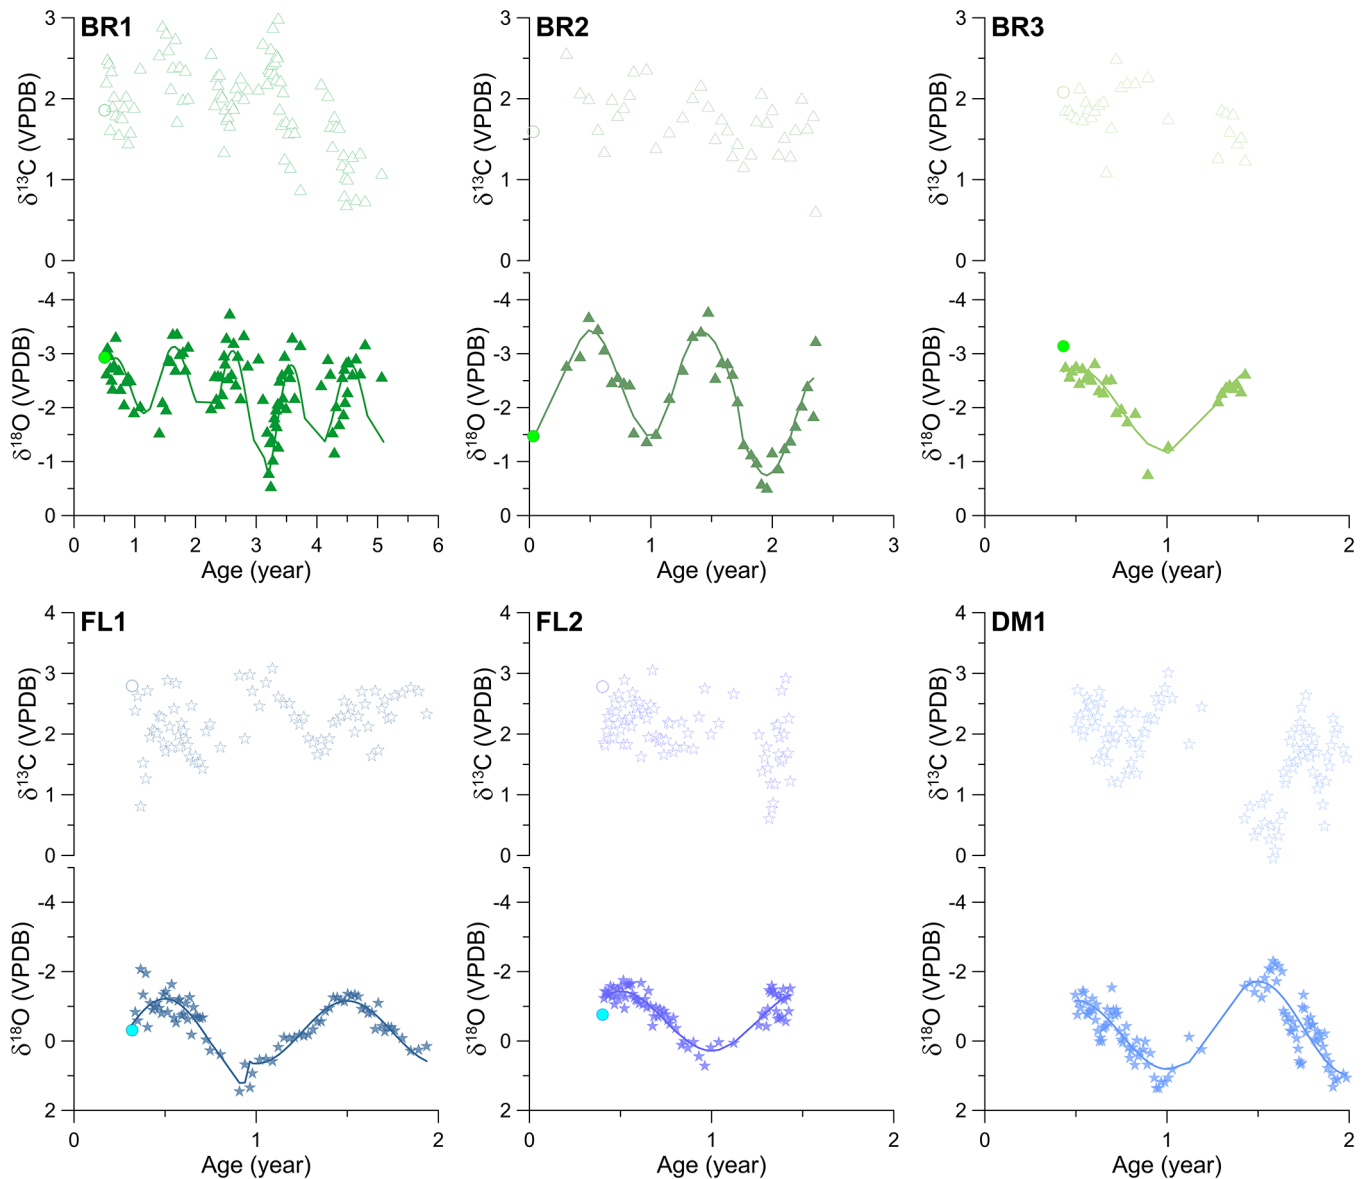 BR1
3
2
1
0
δ¹³C (VPDB)
-4
-3
-2
-1
0
δ¹⁸O (VPDB)
0 1 2 3 4 5 6
Age (year)
BR2
3
2
1
0
δ¹³C (VPDB)
-4
-3
-2
-1
0
δ¹⁸O (VPDB)
0 1 2 3
Age (year)
BR3
3
2
1
0
δ¹³C (VPDB)
-4
-3
-2
-1
0
δ¹⁸O (VPDB)
0 1 2
Age (year)
FL1
4
3
2
1
0
δ¹³C (VPDB)
-4
-2
0
2
δ¹⁸O (VPDB)
0 1 2
Age (year)
FL2
4
3
2
1
0
δ¹³C (VPDB)
-4
-2
0
2
δ¹⁸O (VPDB)
0 1 2
Age (year)
DM1
4
3
2
1
0
δ¹³C (VPDB)
-4
-2
0
2
δ¹⁸O (VPDB)
0 1 2
Age (year)